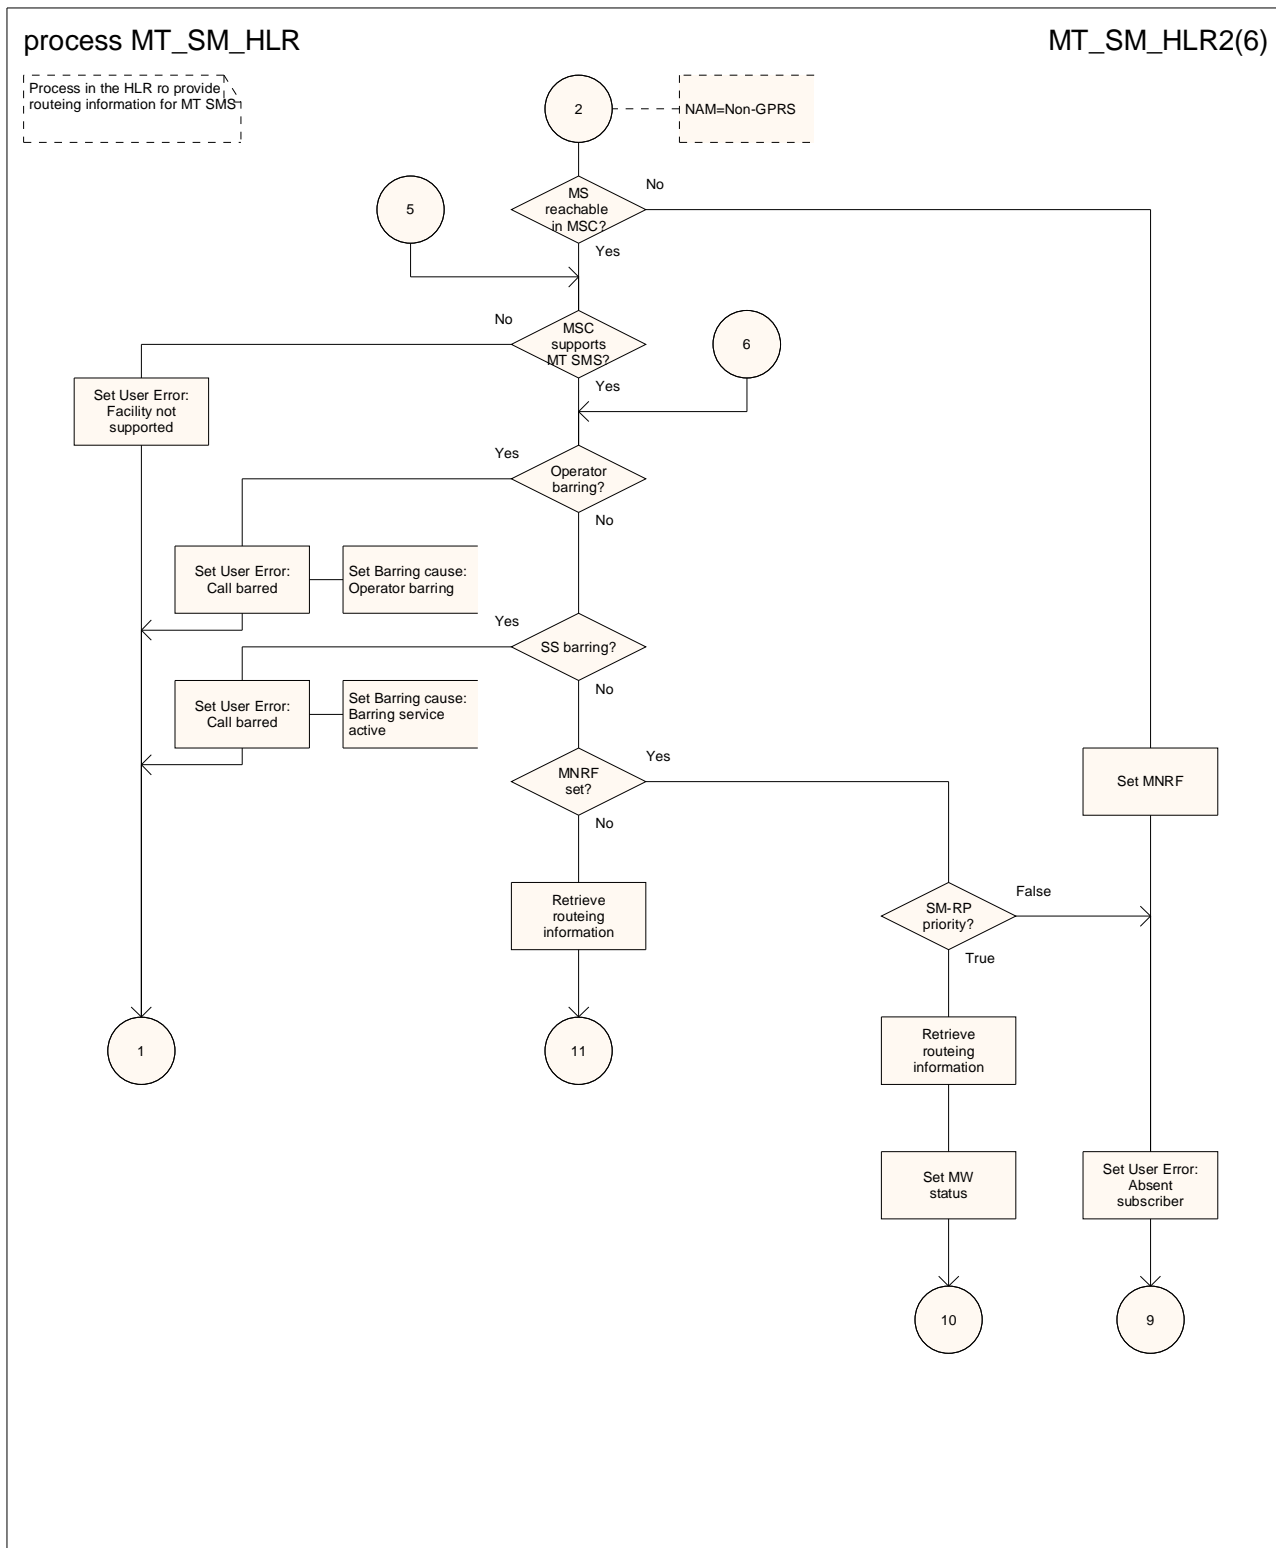 process MT_SM_HLR
MT_SM_HLR2(6)
Process in the HLR ro provide
routeing information for MT SMS
2
NAM=Non-GPRS
MS
reachable
in MSC?
No
Yes
5
MSC
supports
MT SMS?
No
Yes
6
Set User Error:
Facility not
supported
Operator
barring?
Yes
No
Set User Error:
Call barred
Set Barring cause:
Operator barring
SS barring?
Yes
No
Set User Error:
Call barred
Set Barring cause:
Barring service
active
MNRF
set?
Yes
No
Set MNRF
Retrieve
routeing
information
SM-RP
priority?
False
True
1
11
Retrieve
routeing
information
Set MW
status
Set User Error:
Absent
subscriber
10
9